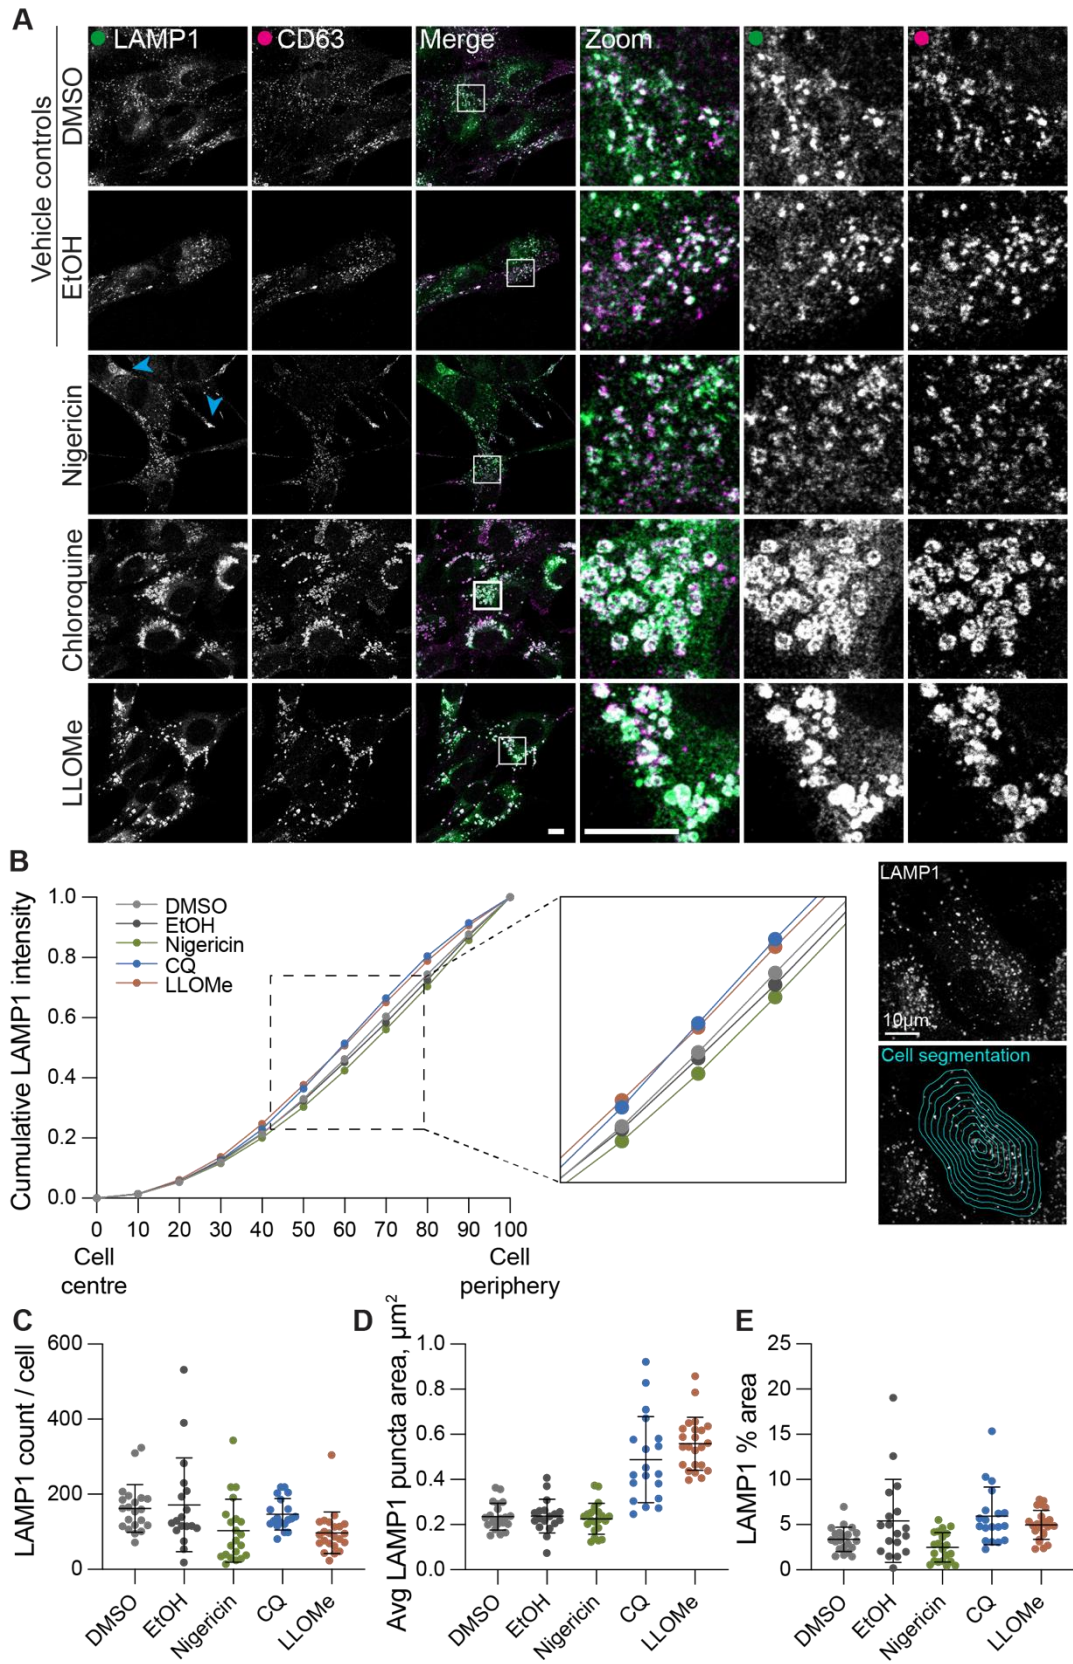 A
LAMP1
CD63
Merge
Zoom
Vehicle controls
DMSO
EtOH
Nigericin
Chloroquine
LLOMe
B
Cumulative LAMP1 intensity
1.0
0.8
0.6
0.4
0.2
0.0
DMSO
EtOH
Nigericin
CQ
LLOMe
0 10 20 30 40 50 60 70 80 90 100
Cell
centre
Cell
periphery
LAMP1
10µm
Cell segmentation
C
LAMP1 count / cell
600
400
200
0
DMSO
EtOH
Nigericin
CQ
LLOMe
D
Avg LAMP1 puncta area, µm²
1.0
0.8
0.6
0.4
0.2
0.0
DMSO
EtOH
Nigericin
CQ
LLOMe
E
LAMP1 % area
25
20
15
10
5
0
DMSO
EtOH
Nigericin
CQ
LLOMe